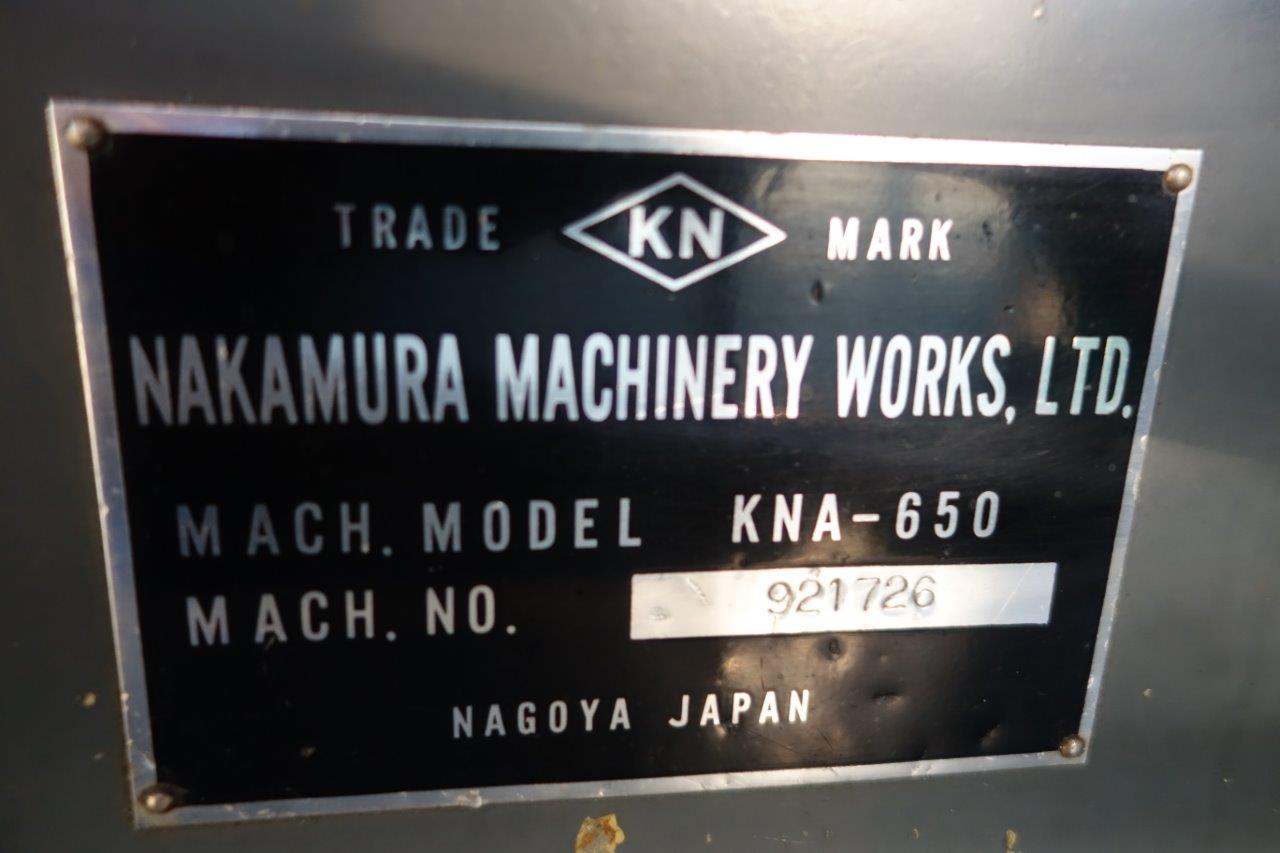 TRADE KN MARK
NAKAMURA MACHINERY WORKS, LTD.
MACH. MODEL KNA-650
MACH. NO. 921726
NAGOYA JAPAN